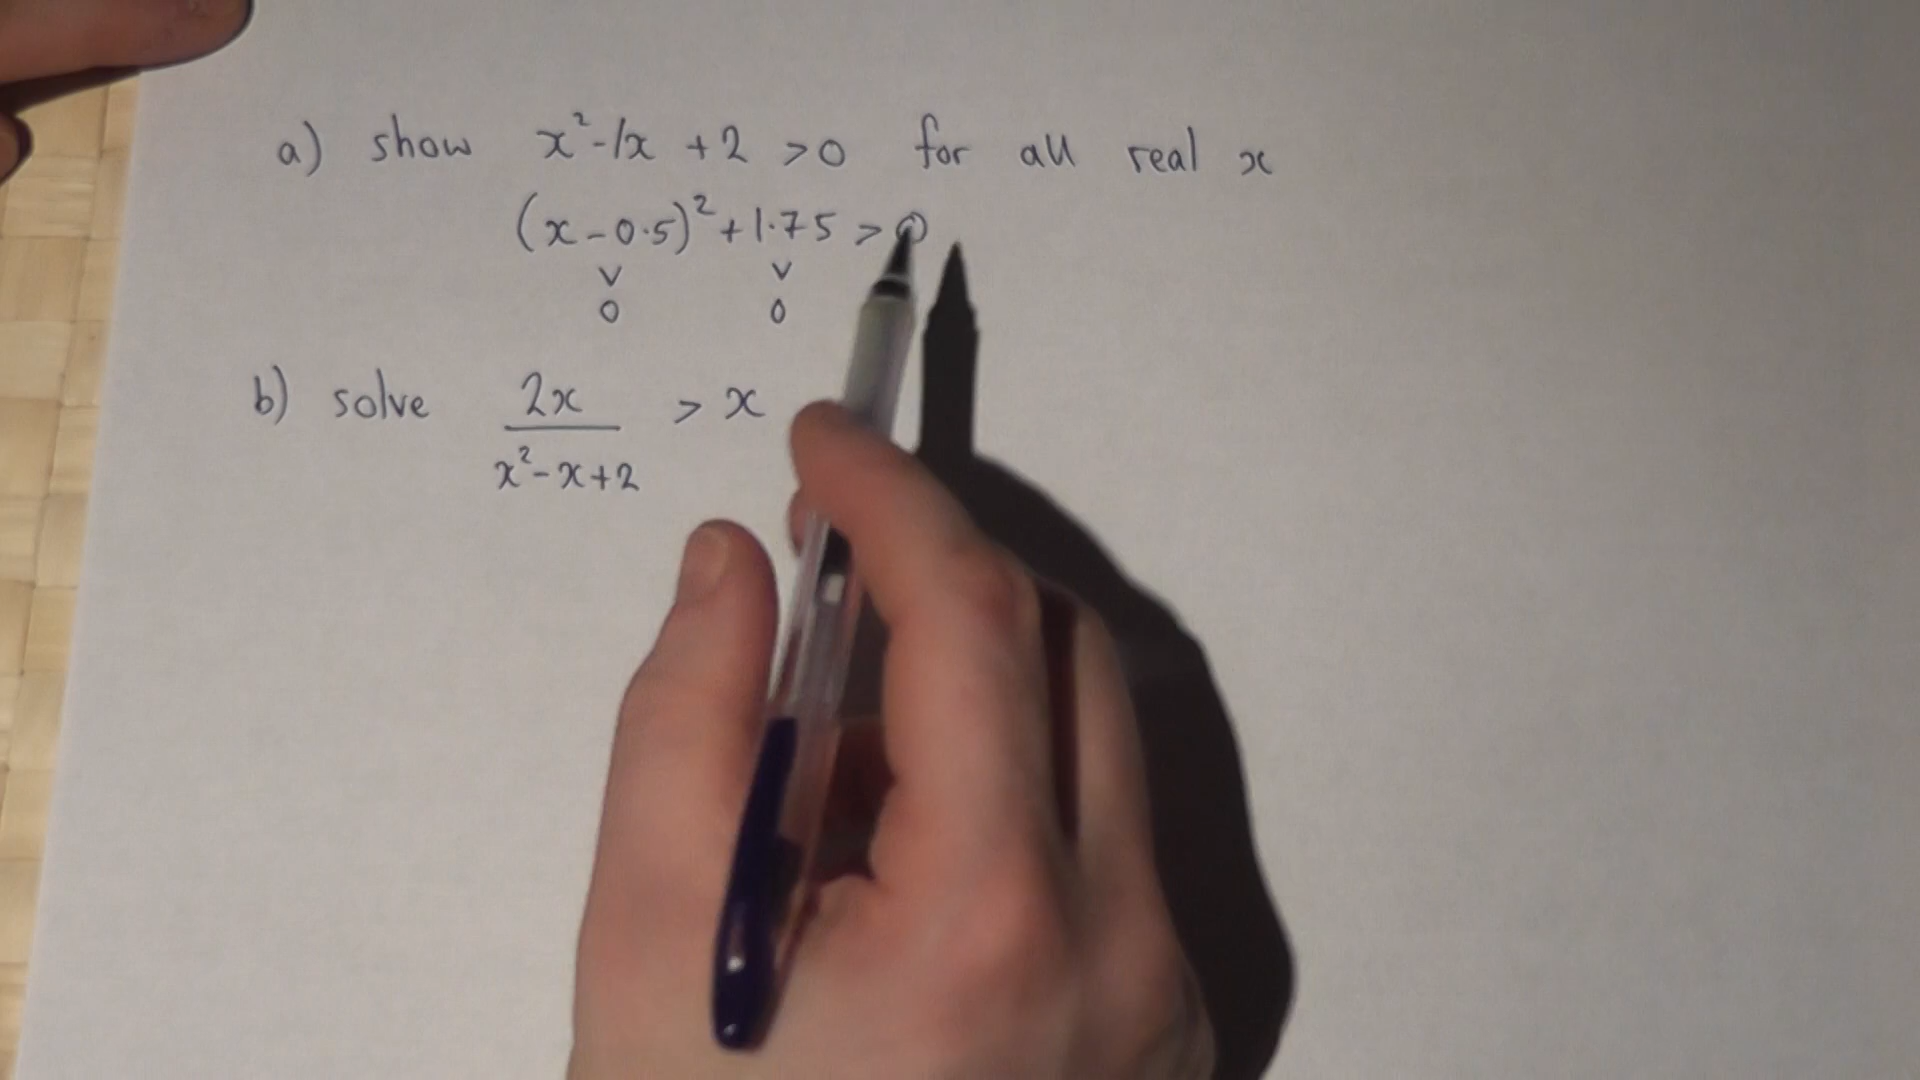 a) show x²-1x +2 >0 for all real x
(x-0.5)²+1.75 >0
v v
0 0
b) solve 2x > x
x²-x+2